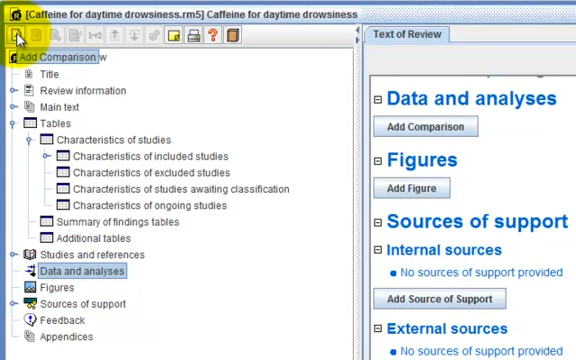 [Caffeine for daytime drowsiness.rm5] Caffeine for daytime drowsiness
Add Comparison w
Title
Review information
Main text
Tables
Characteristics of studies
Characteristics of included studies
Characteristics of excluded studies
Characteristics of studies awaiting classification
Characteristics of ongoing studies
Summary of findings tables
Additional tables
Studies and references
Data and analyses
Figures
Sources of support
Feedback
Appendices
Text of Review
Data and analyses
Add Comparison
Figures
Add Figure
Sources of support
Internal sources
No sources of support provided
Add Source of Support
External sources
No sources of support provided